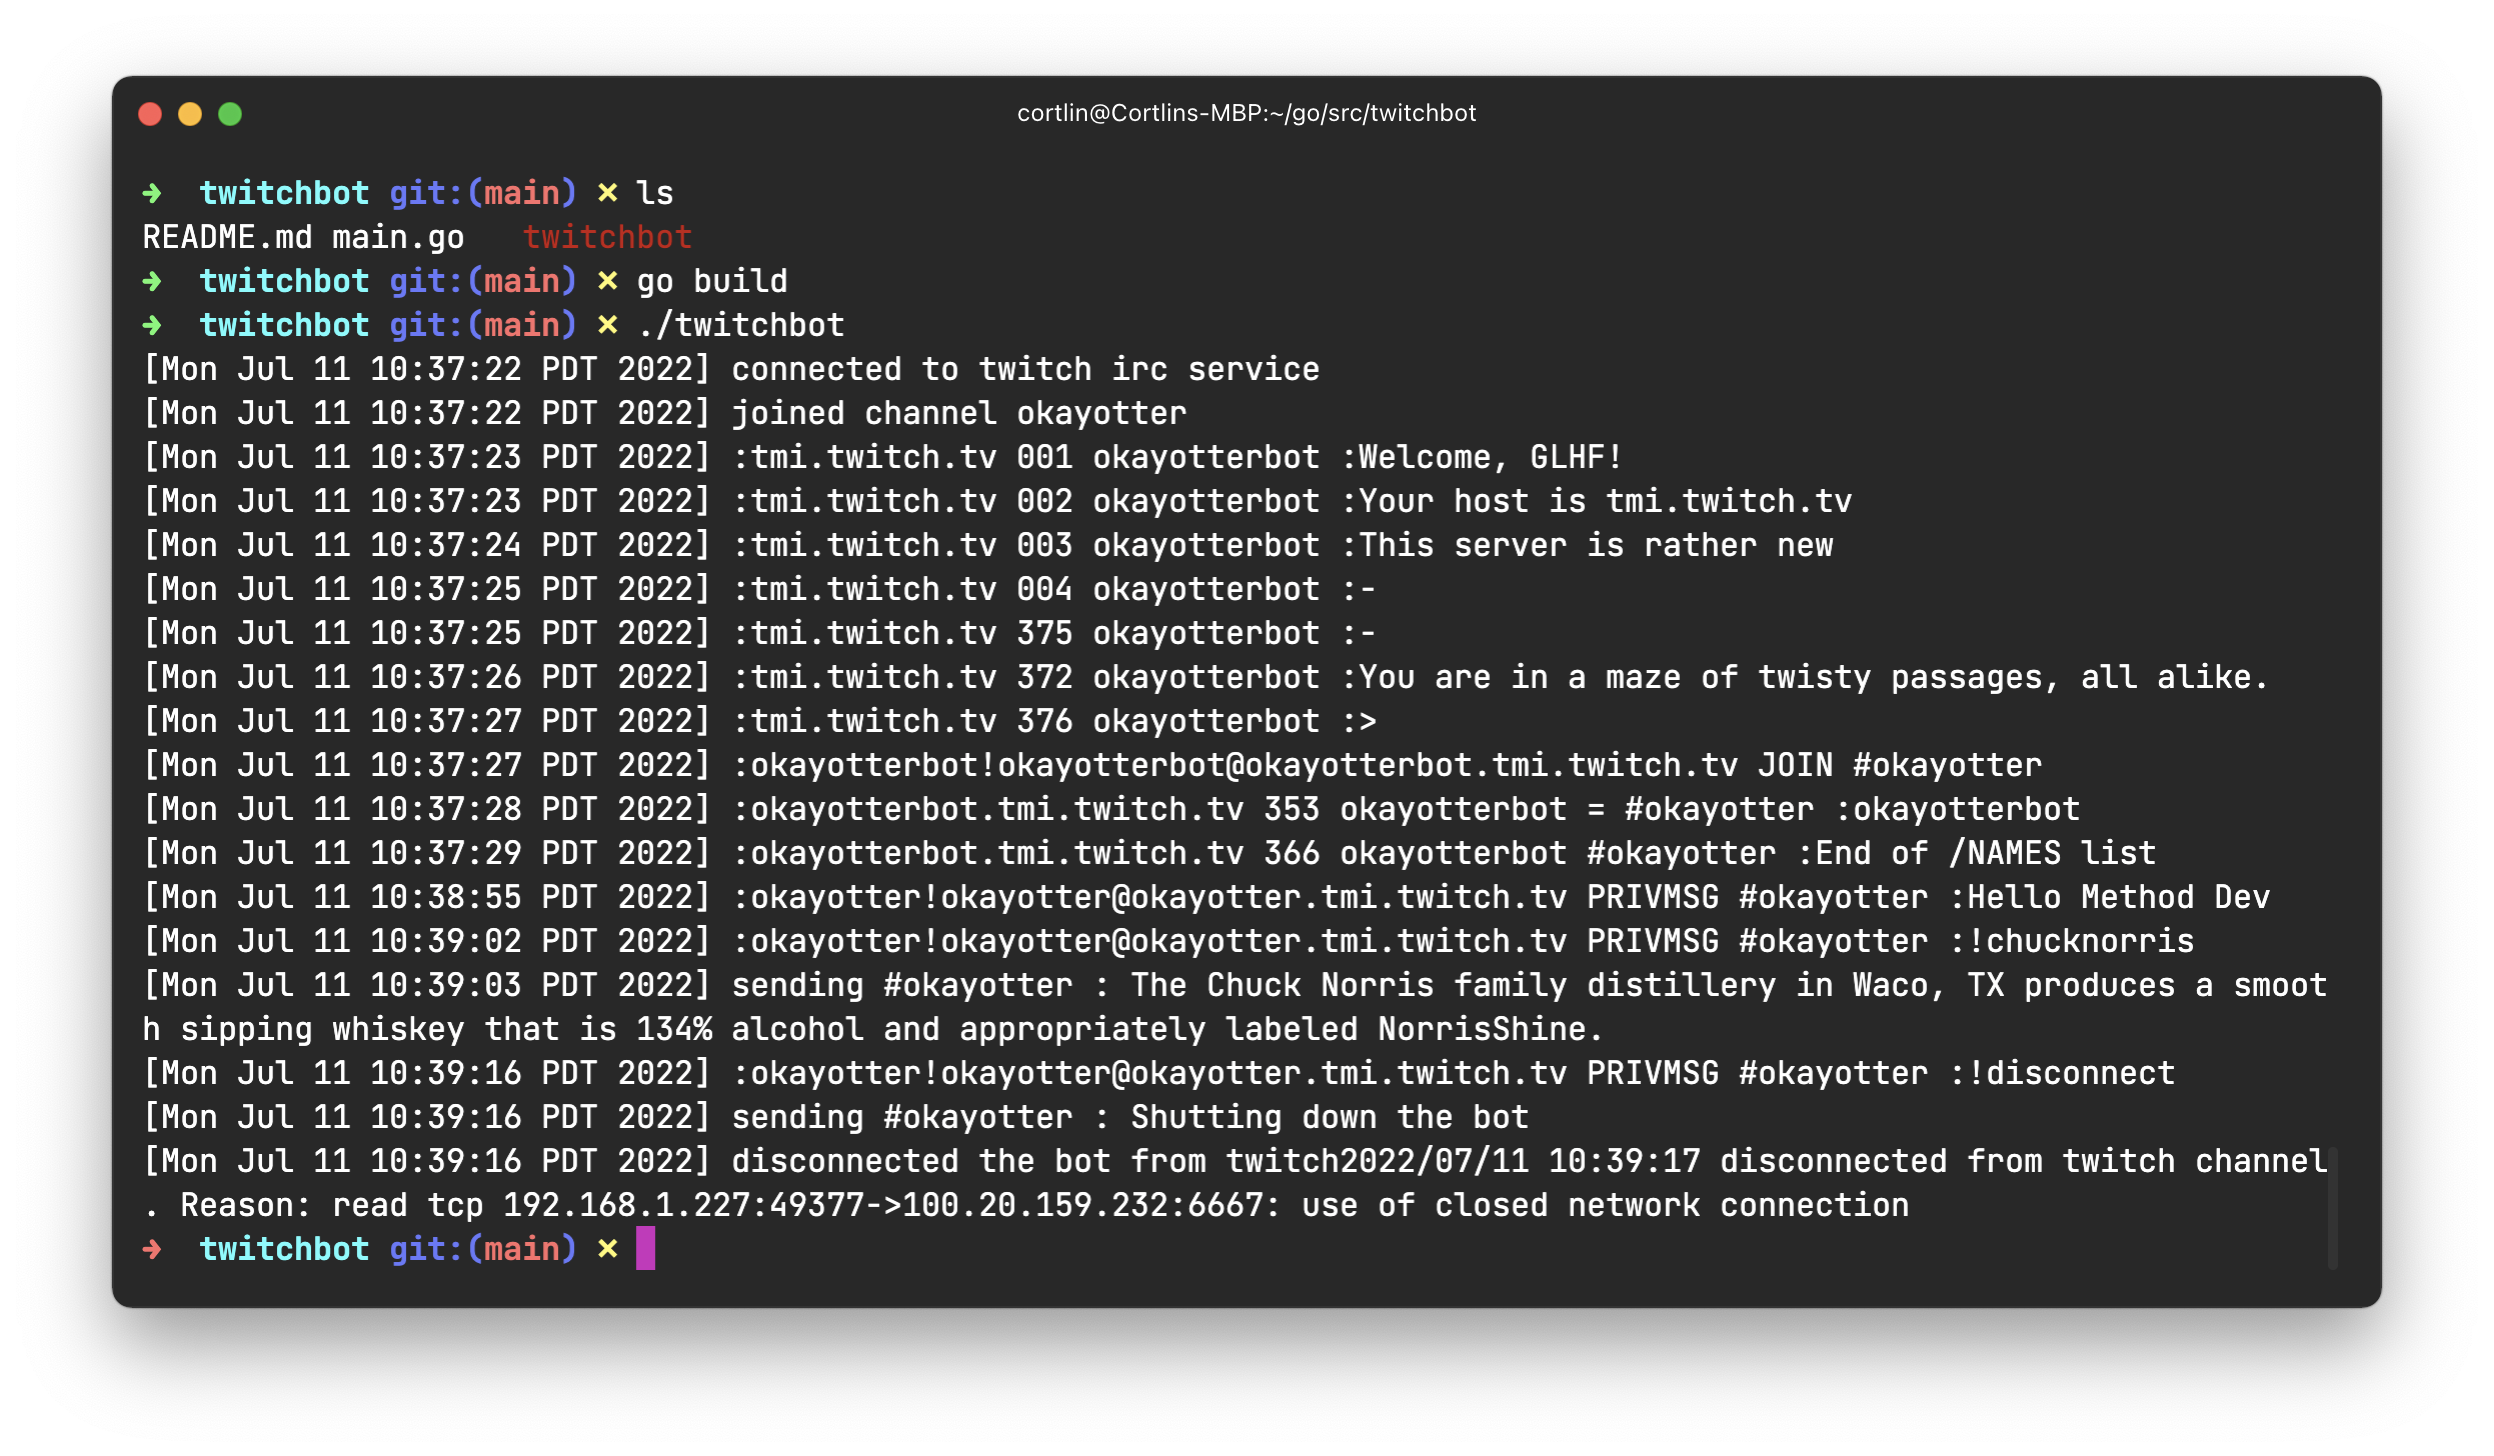 cortlin@Cortlins-MBP:~/go/src/twitchbot
➜  twitchbot git:(main) ✗ ls
README.md main.go   twitchbot
➜  twitchbot git:(main) ✗ go build
➜  twitchbot git:(main) ✗ ./twitchbot
[Mon Jul 11 10:37:22 PDT 2022] connected to twitch irc service
[Mon Jul 11 10:37:22 PDT 2022] joined channel okayotter
[Mon Jul 11 10:37:23 PDT 2022] :tmi.twitch.tv 001 okayotterbot :Welcome, GLHF!
[Mon Jul 11 10:37:23 PDT 2022] :tmi.twitch.tv 002 okayotterbot :Your host is tmi.twitch.tv
[Mon Jul 11 10:37:24 PDT 2022] :tmi.twitch.tv 003 okayotterbot :This server is rather new
[Mon Jul 11 10:37:25 PDT 2022] :tmi.twitch.tv 004 okayotterbot :-
[Mon Jul 11 10:37:25 PDT 2022] :tmi.twitch.tv 375 okayotterbot :-
[Mon Jul 11 10:37:26 PDT 2022] :tmi.twitch.tv 372 okayotterbot :You are in a maze of twisty passages, all alike.
[Mon Jul 11 10:37:27 PDT 2022] :tmi.twitch.tv 376 okayotterbot :>
[Mon Jul 11 10:37:27 PDT 2022] :okayotterbot!okayotterbot@okayotterbot.tmi.twitch.tv JOIN #okayotter
[Mon Jul 11 10:37:28 PDT 2022] :okayotterbot.tmi.twitch.tv 353 okayotterbot = #okayotter :okayotterbot
[Mon Jul 11 10:37:29 PDT 2022] :okayotterbot.tmi.twitch.tv 366 okayotterbot #okayotter :End of /NAMES list
[Mon Jul 11 10:38:55 PDT 2022] :okayotter!okayotter@okayotter.tmi.twitch.tv PRIVMSG #okayotter :Hello Method Dev
[Mon Jul 11 10:39:02 PDT 2022] :okayotter!okayotter@okayotter.tmi.twitch.tv PRIVMSG #okayotter :!chucknorris
[Mon Jul 11 10:39:03 PDT 2022] sending #okayotter : The Chuck Norris family distillery in Waco, TX produces a smoot
h sipping whiskey that is 134% alcohol and appropriately labeled NorrisShine.
[Mon Jul 11 10:39:16 PDT 2022] :okayotter!okayotter@okayotter.tmi.twitch.tv PRIVMSG #okayotter :!disconnect
[Mon Jul 11 10:39:16 PDT 2022] sending #okayotter : Shutting down the bot
[Mon Jul 11 10:39:16 PDT 2022] disconnected the bot from twitch2022/07/11 10:39:17 disconnected from twitch channel
. Reason: read tcp 192.168.1.227:49377->100.20.159.232:6667: use of closed network connection
➜  twitchbot git:(main) ✗